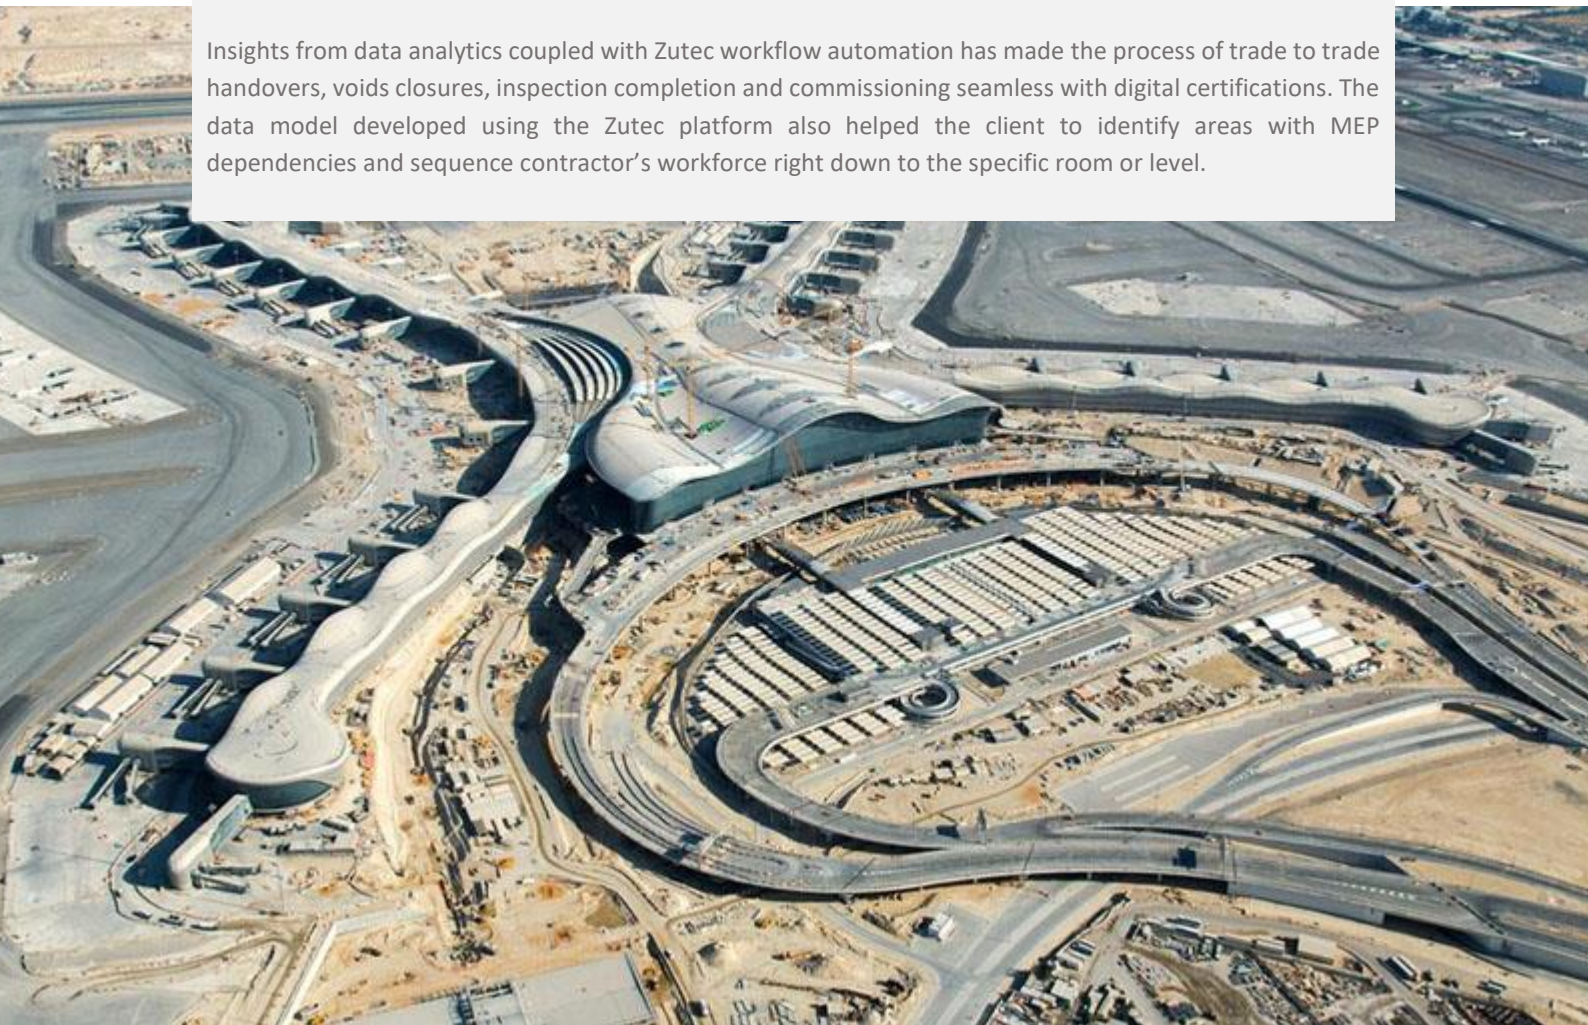 Insights from data analytics coupled with Zutec workflow automation has made the process of trade to trade
handovers, voids closures, inspection completion and commissioning seamless with digital certifications. The
data model developed using the Zutec platform also helped the client to identify areas with MEP
dependencies and sequence contractor’s workforce right down to the specific room or level.